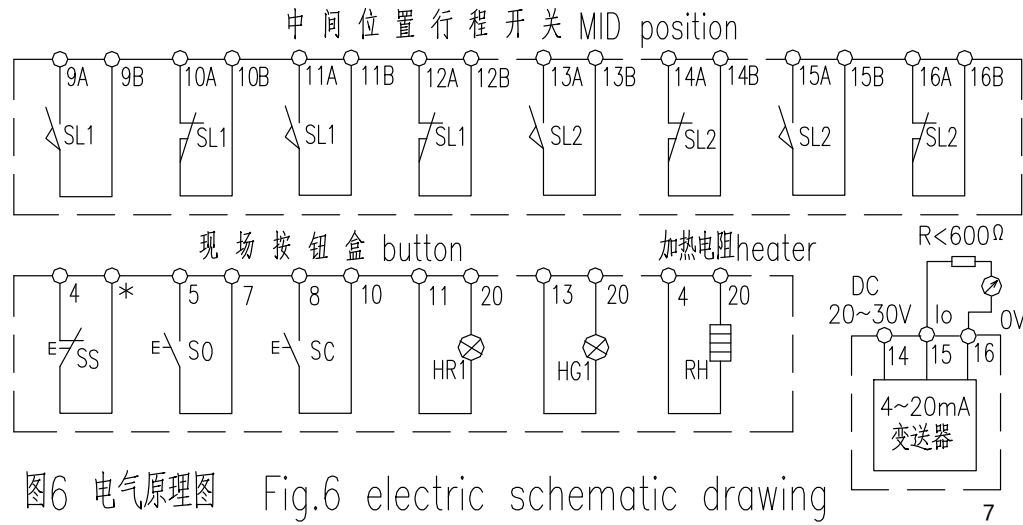 中间位置行程开关 MID position
9A 9B 10A 10B 11A 11B 12A 12B 13A 13B 14A 14B 15A 15B 16A 16B
SL1 SL1 SL1 SL1 SL2 SL2 SL2 SL2
现场按钮盒 button
加热电阻heater
R<600Ω
4 * 5 7 8 10 11 20 13 20 4 20
E SS E SO E SC HR1 HG1 RH
DC
20~30V Io 0V
14 15 16
4~20mA
变送器
图6 电气原理图 Fig.6 electric schematic drawing
7